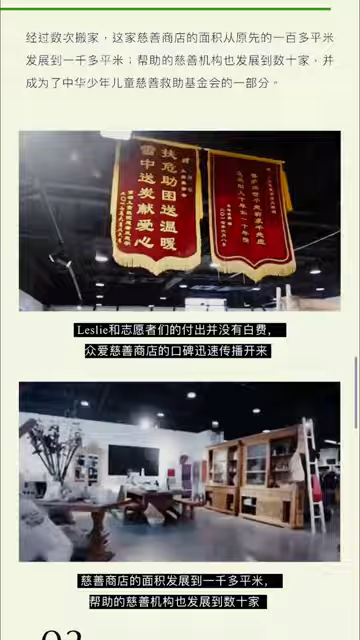 经过数次搬家，这家慈善商店的面积从原先的一百多平米
发展到一千多平米；帮助的慈善机构也发展到数十家，并
成为了中华少年儿童慈善救助基金会的一部分。
扶危助困送温暖
雪中送炭献爱心
Leslie和志愿者们的付出并没有白费，
众爱慈善商店的口碑迅速传播开来
慈善商店的面积发展到一千多平米，
帮助的慈善机构也发展到数十家